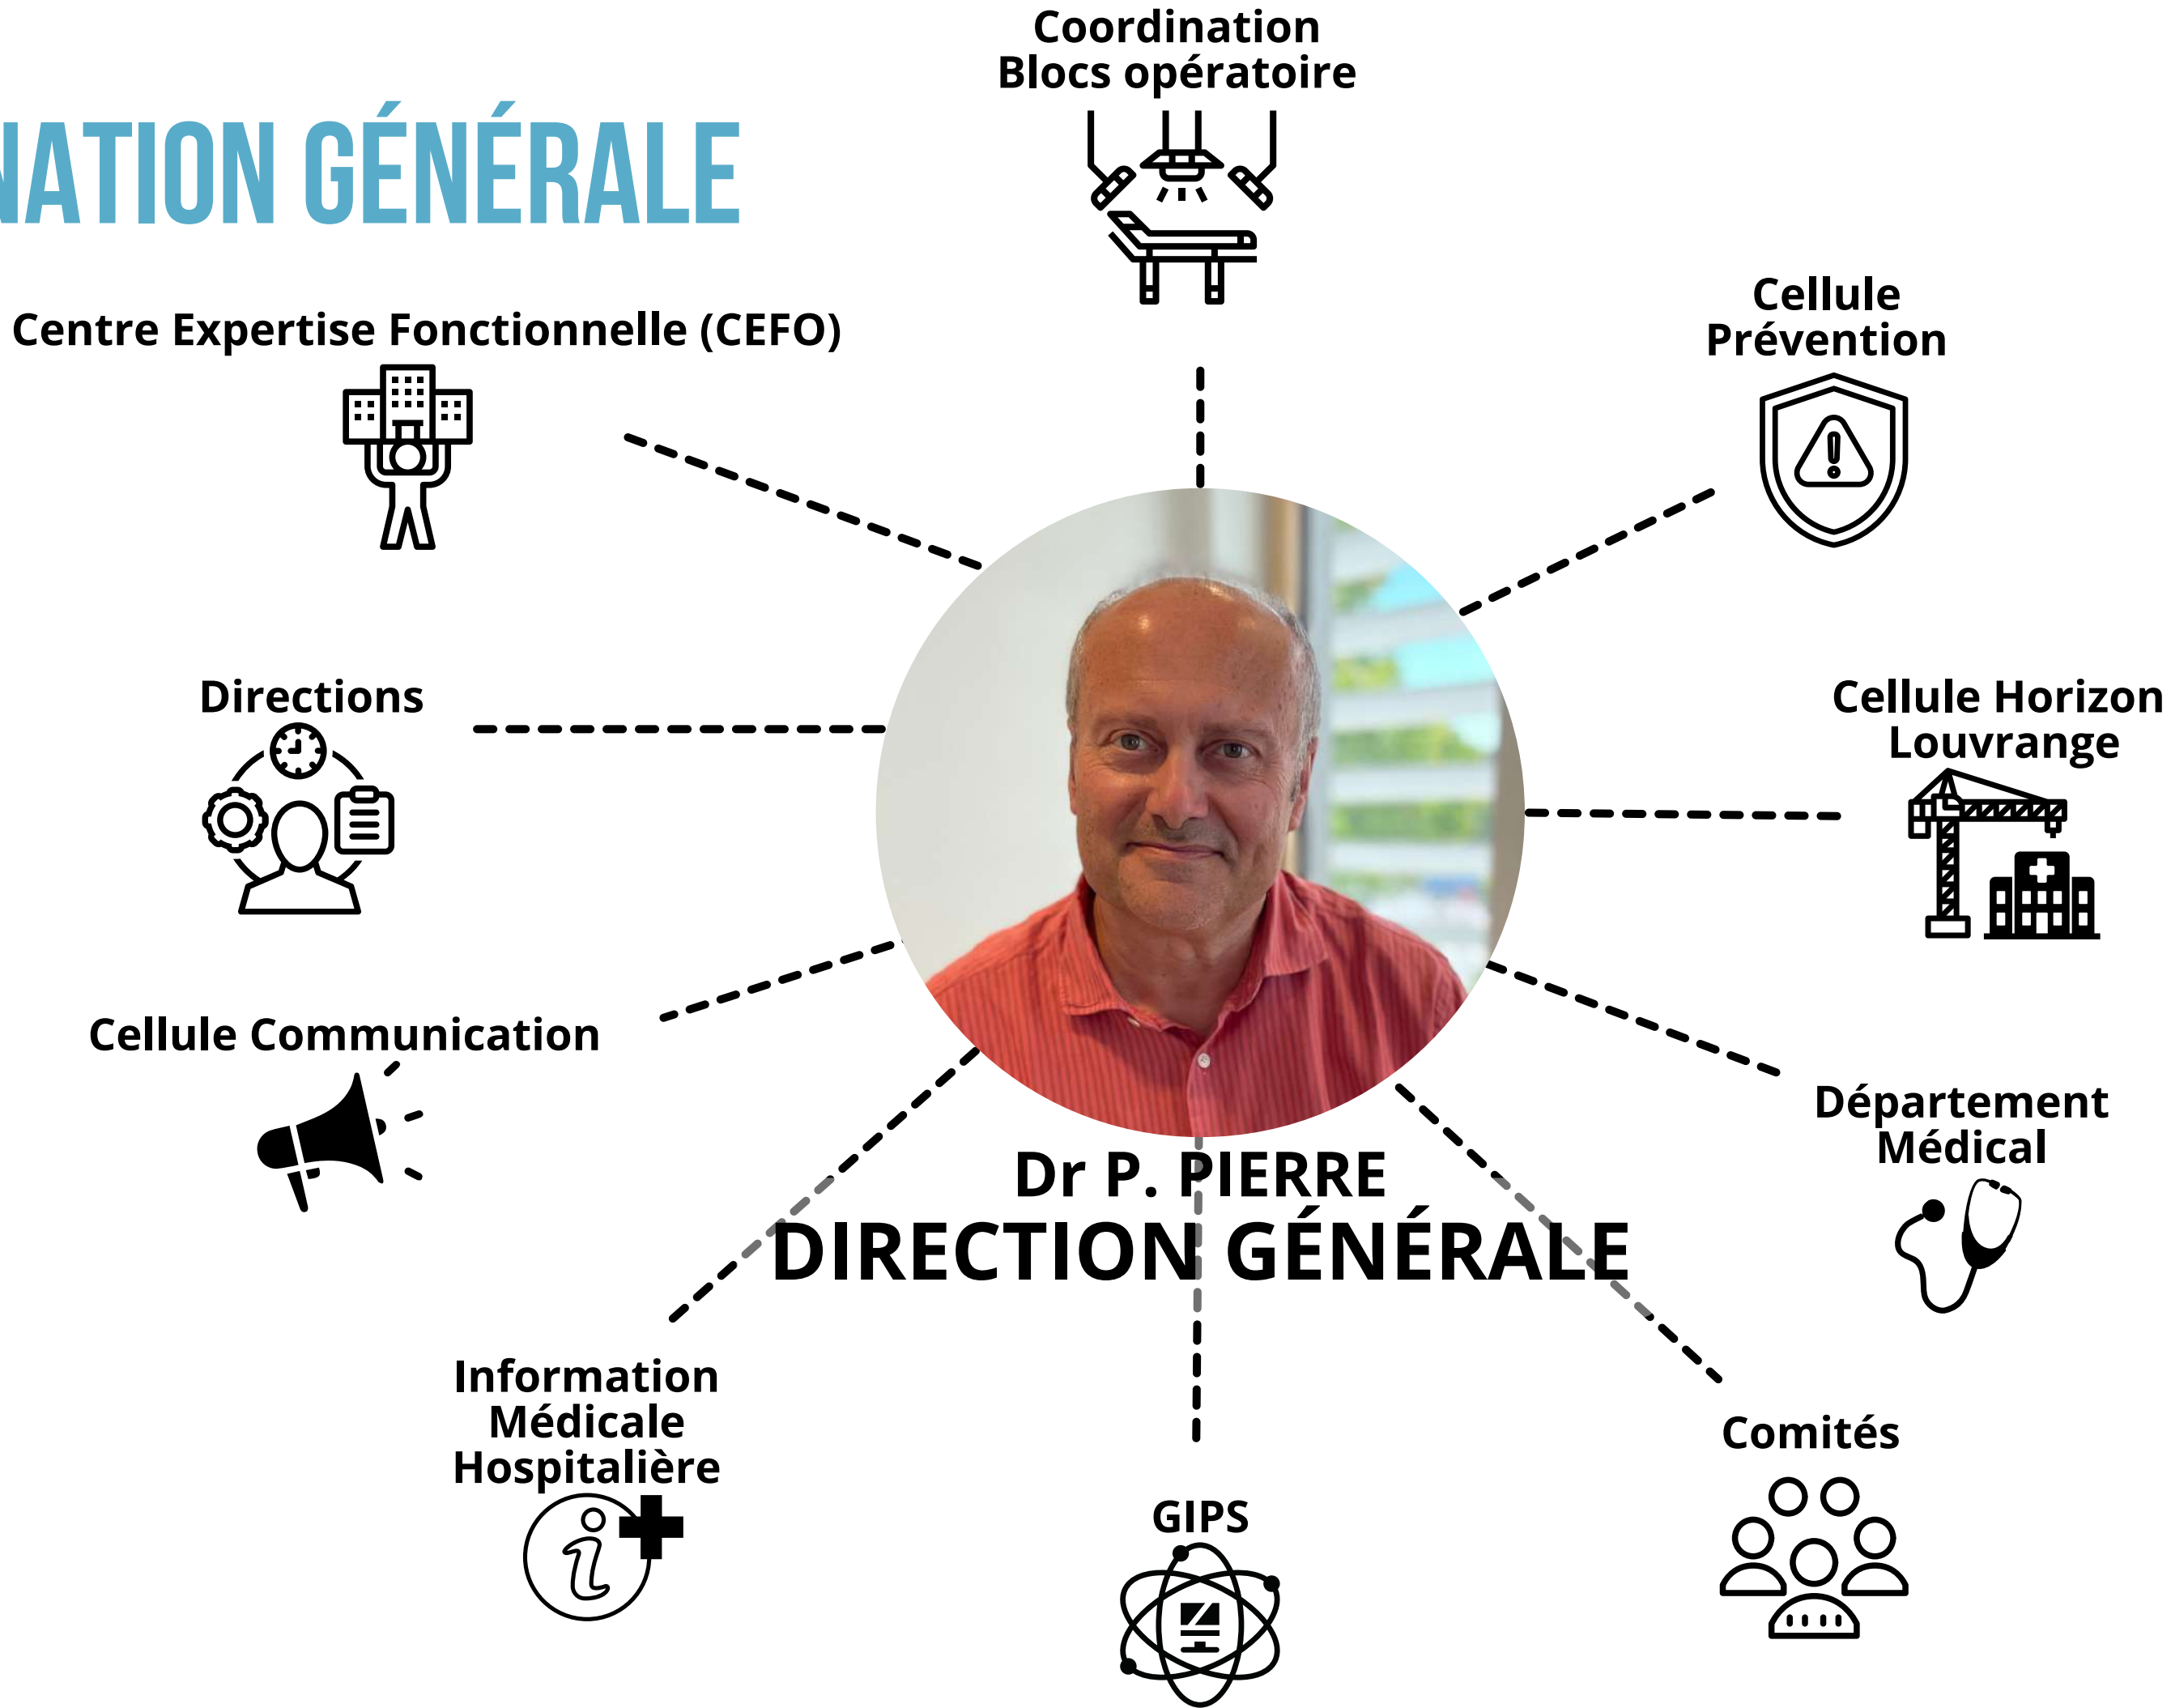 Coordination
Blocs opératoire
NATION GÉNÉRALE
Centre Expertise Fonctionnelle (CEFO)
Cellule
Prévention
Directions
Cellule Horizon
Louvrange
Cellule Communication
Département
Médical
Dr P. PIERRE
DIRECTION GÉNÉRALE
Information
Médicale
Hospitalière
Comités
GIPS